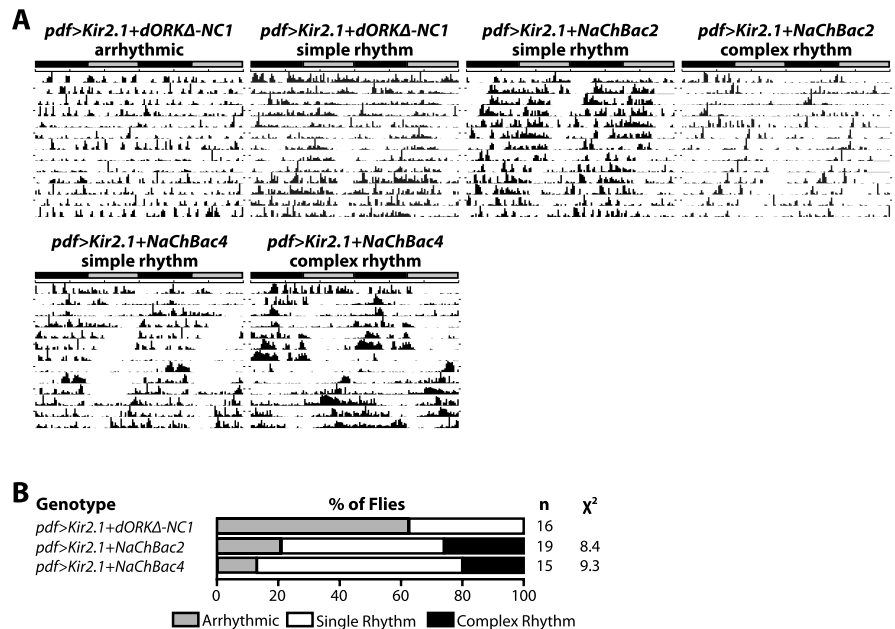 A
pdf>Kir2.1+dORKΔ-NC1
arrhythmic
pdf>Kir2.1+dORKΔ-NC1
simple rhythm
pdf>Kir2.1+NaChBac2
simple rhythm
pdf>Kir2.1+NaChBac2
complex rhythm
pdf>Kir2.1+NaChBac4
simple rhythm
pdf>Kir2.1+NaChBac4
complex rhythm
B
Genotype % of Flies n χ²
pdf>Kir2.1+dORKΔ-NC1 16
pdf>Kir2.1+NaChBac2 19 8.4
pdf>Kir2.1+NaChBac4 15 9.3
0 20 40 60 80 100
Arrhythmic Single Rhythm Complex Rhythm